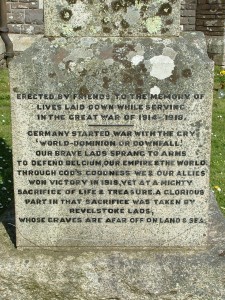 ERECTED BY FRIENDS, TO THE MEMORY OF
LIVES LAID DOWN WHILE SERVING
IN THE GREAT WAR OF 1914-1918.
GERMANY STARTED WAR WITH THE CRY
"WORLD-DOMINION OR DOWNFALL,"
OUR BRAVE LADS SPRANG TO ARMS
TO DEFEND BELGIUM, OUR EMPIRE & THE WORLD.
THROUGH GOD'S GOODNESS WE & OUR ALLIES
WON VICTORY IN 1918, YET AT A MIGHTY
SACRIFICE OF LIFE & TREASURE. A GLORIOUS
PART IN THAT SACRIFICE WAS TAKEN BY
REVELSTOKE LADS,
WHOSE GRAVES ARE AFAR OFF ON LAND & SEA.